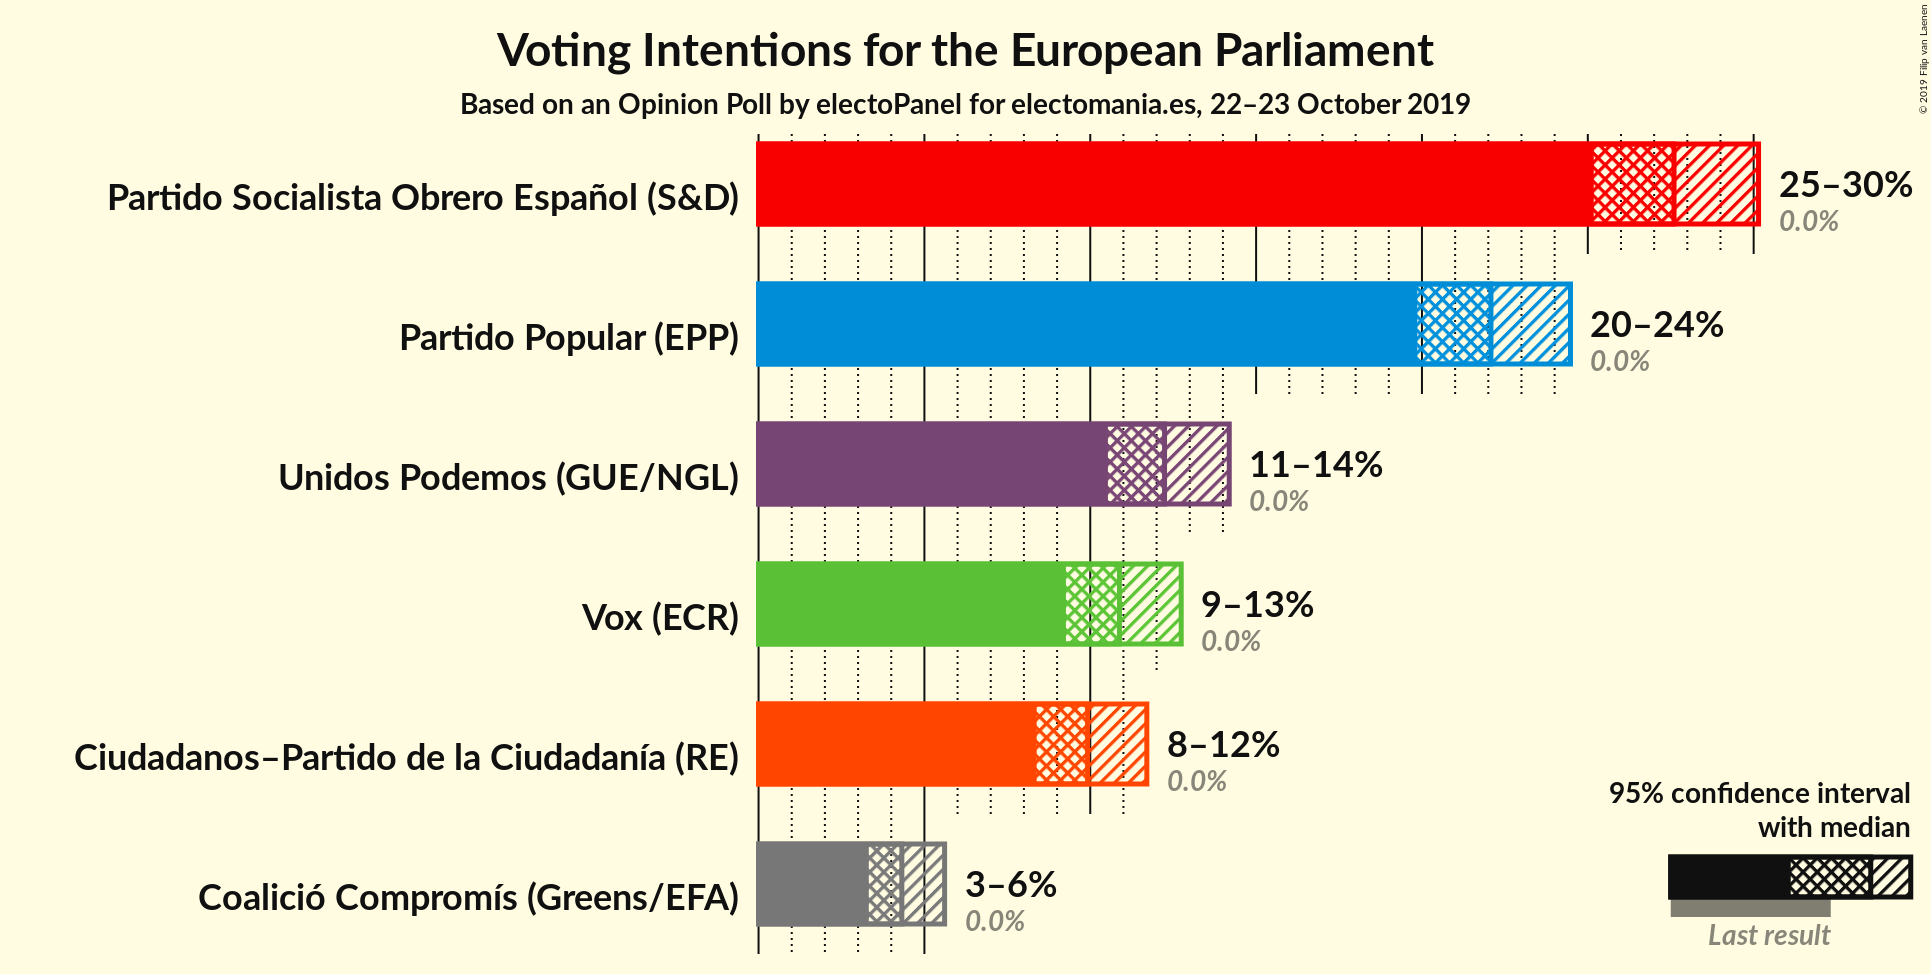 Voting Intentions for the European Parliament
Based on an Opinion Poll by electoPanel for electomania.es, 22–23 October 2019
© 2019 Filip van Laenen
Partido Socialista Obrero Español (S&D)
25–30%
0.0%
Partido Popular (EPP)
20–24%
0.0%
Unidos Podemos (GUE/NGL)
11–14%
0.0%
Vox (ECR)
9–13%
0.0%
Ciudadanos–Partido de la Ciudadanía (RE)
8–12%
0.0%
Coalició Compromís (Greens/EFA)
3–6%
0.0%
95% confidence interval
with median
Last result